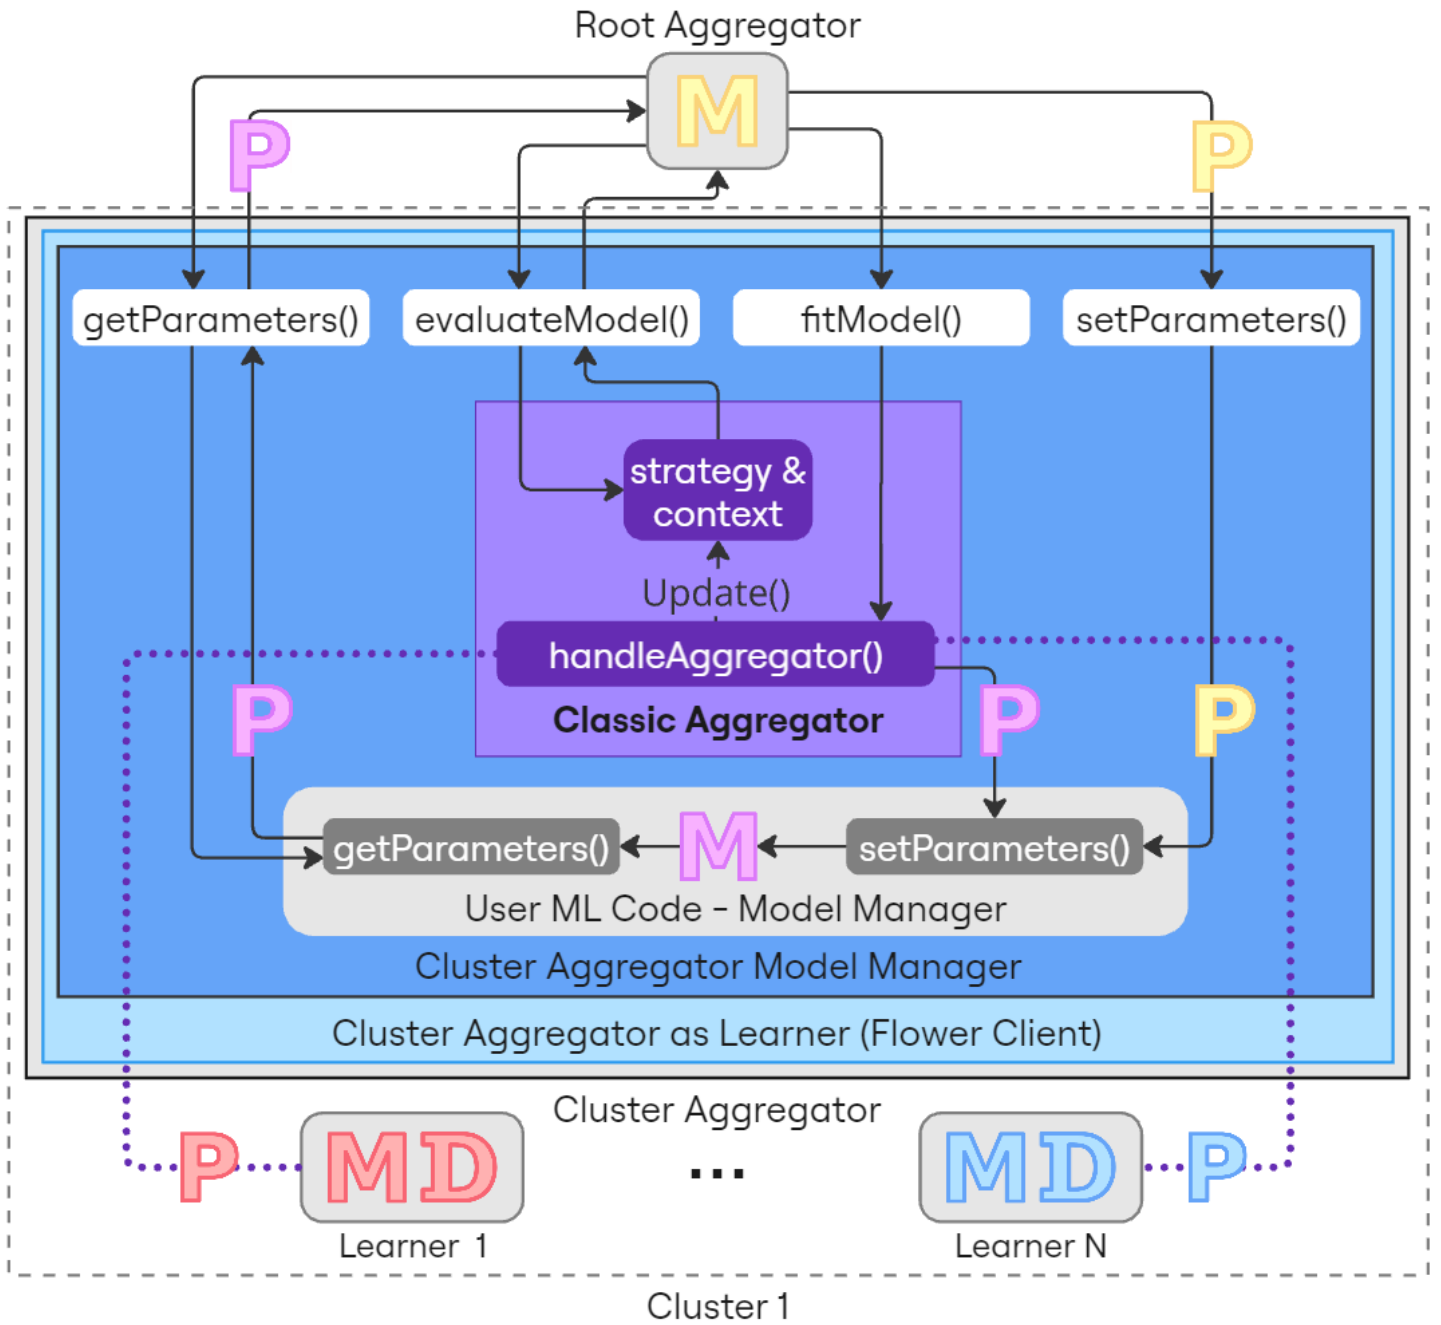 Root Aggregator
M
P
P
getParameters()
evaluateModel()
fitModel()
setParameters()
strategy &
context
Update()
handleAggregator()
Classic Aggregator
P
P
P
getParameters()
M
setParameters()
User ML Code - Model Manager
Cluster Aggregator Model Manager
Cluster Aggregator as Learner (Flower Client)
Cluster Aggregator
P
MD
...
MD
P
Learner 1
Learner N
Cluster 1